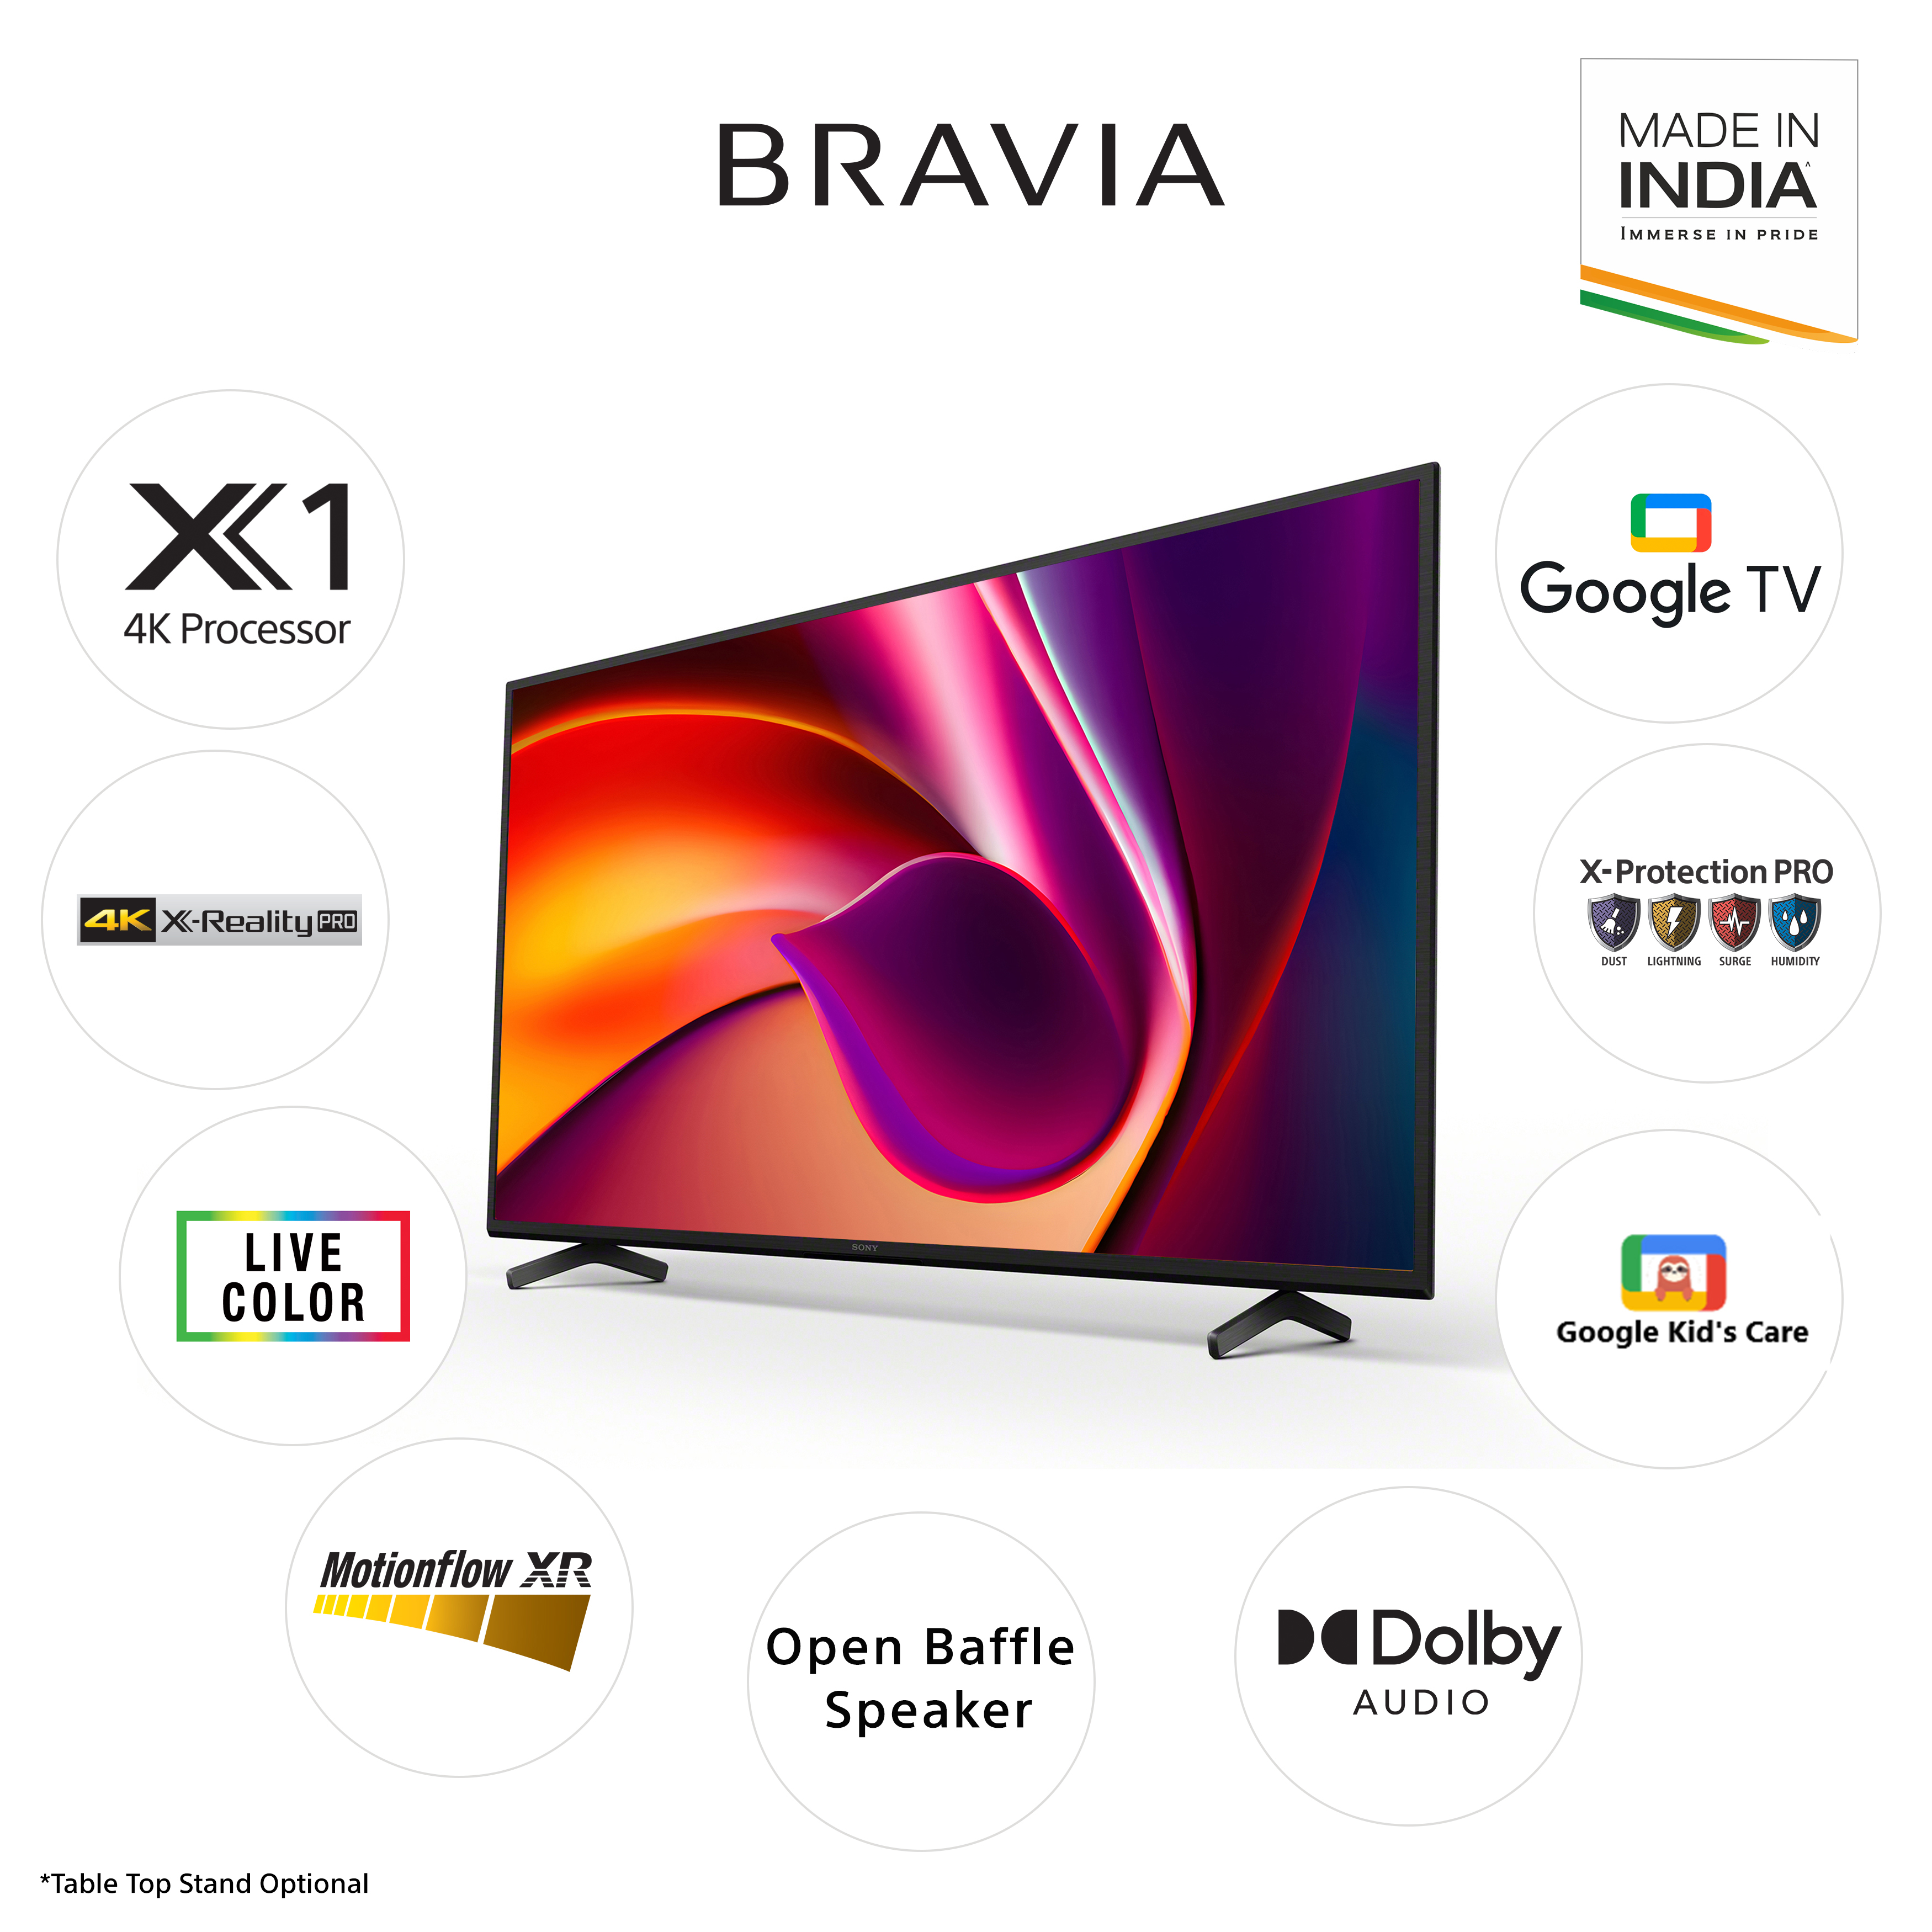 BRAVIA
MADE IN
INDIA^
IMMERSE IN PRIDE
X1
4K Processor
Google TV
4K X-Reality PRO
X-Protection PRO
DUST LIGHTNING SURGE HUMIDITY
LIVE
COLOR
SONY
Google Kid's Care
Motionflow XR
Open Baffle
Speaker
Dolby
AUDIO
*Table Top Stand Optional